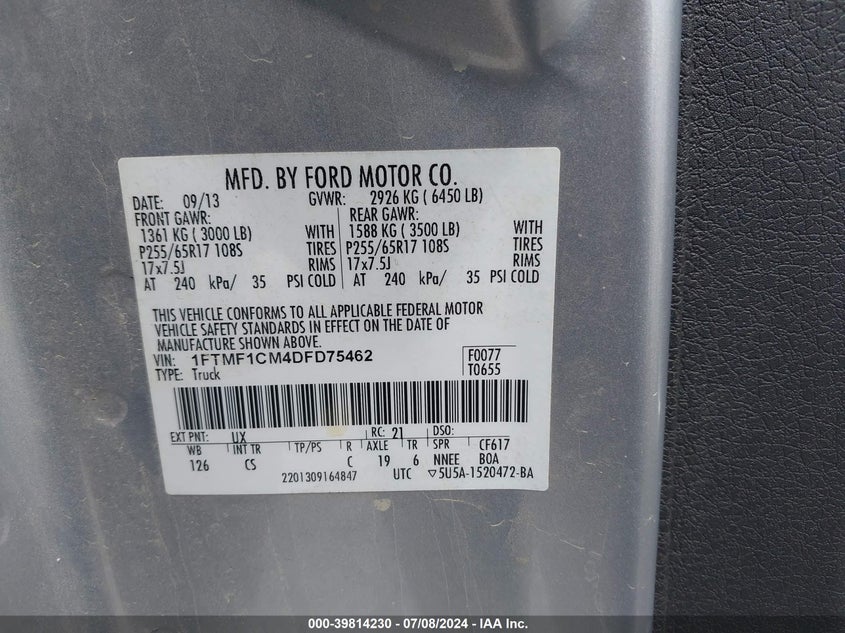 MFD. BY FORD MOTOR CO.
DATE: 09/13 GVWR: 2926 KG ( 6450 LB)
FRONT GAWR: REAR GAWR:
1361 KG ( 3000 LB) WITH 1588 KG ( 3500 LB) WITH
P255/65R17 108S TIRES P255/65R17 108S TIRES
17x7.5J RIMS 17x7.5J RIMS
AT 240 kPa/ 35 PSI COLD AT 240 kPa/ 35 PSI COLD
THIS VEHICLE CONFORMS TO ALL APPLICABLE FEDERAL MOTOR
VEHICLE SAFETY STANDARDS IN EFFECT ON THE DATE OF
MANUFACTURE SHOWN ABOVE.
VIN: 1FTMF1CM4DFD75462 F0077
TYPE: Truck T0655
EXT PNT: UX RC: 21 DSO:
WB INT TR TP/PS R AXLE TR SPR CF617
126 CS C 19 6 NNEE BOA
2201309164847 UTC ▽5U5A-1520472-BA
000-39814230 - 07/08/2024 - IAA Inc.